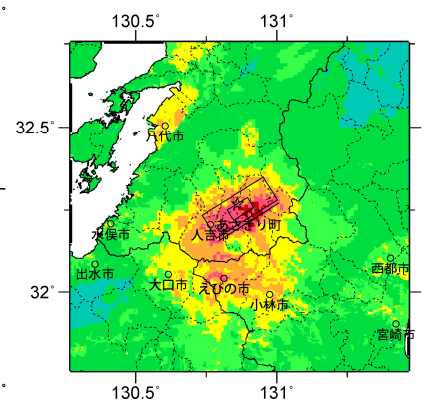 130.5° 131°
32.5°
八代市
あさぎり町
人吉市
水俣市
出水市
西都市
大口市
えびの市
32°
小林市
宮崎市
130.5° 131°